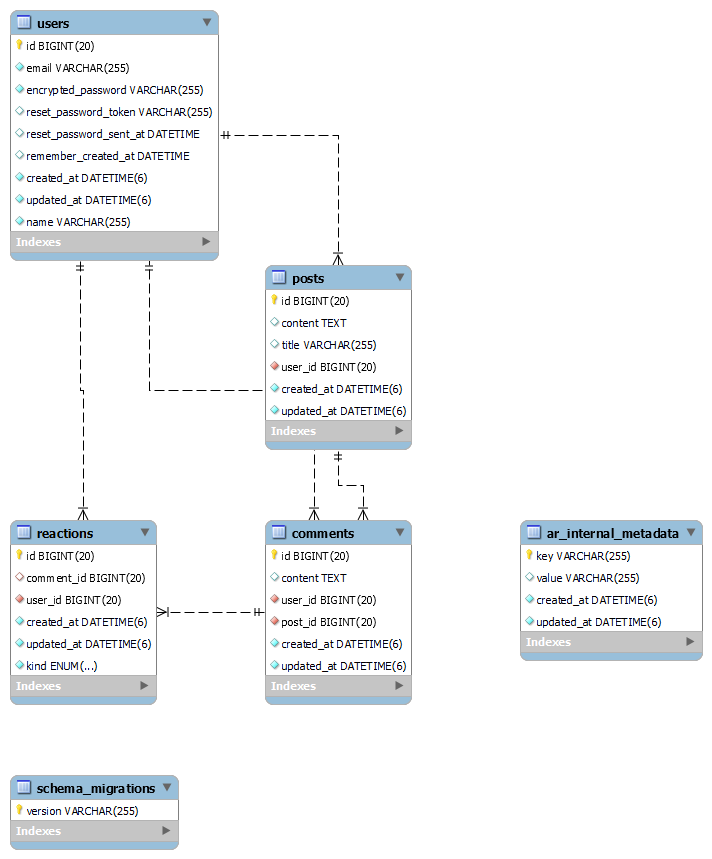 users
id BIGINT(20)
email VARCHAR(255)
encrypted_password VARCHAR(255)
reset_password_token VARCHAR(255)
reset_password_sent_at DATETIME
remember_created_at DATETIME
created_at DATETIME(6)
updated_at DATETIME(6)
name VARCHAR(255)
Indexes
posts
id BIGINT(20)
content TEXT
title VARCHAR(255)
user_id BIGINT(20)
created_at DATETIME(6)
updated_at DATETIME(6)
Indexes
reactions
id BIGINT(20)
comment_id BIGINT(20)
user_id BIGINT(20)
created_at DATETIME(6)
updated_at DATETIME(6)
kind ENUM(...)
Indexes
comments
id BIGINT(20)
content TEXT
user_id BIGINT(20)
post_id BIGINT(20)
created_at DATETIME(6)
updated_at DATETIME(6)
Indexes
ar_internal_metadata
key VARCHAR(255)
value VARCHAR(255)
created_at DATETIME(6)
updated_at DATETIME(6)
Indexes
schema_migrations
version VARCHAR(255)
Indexes